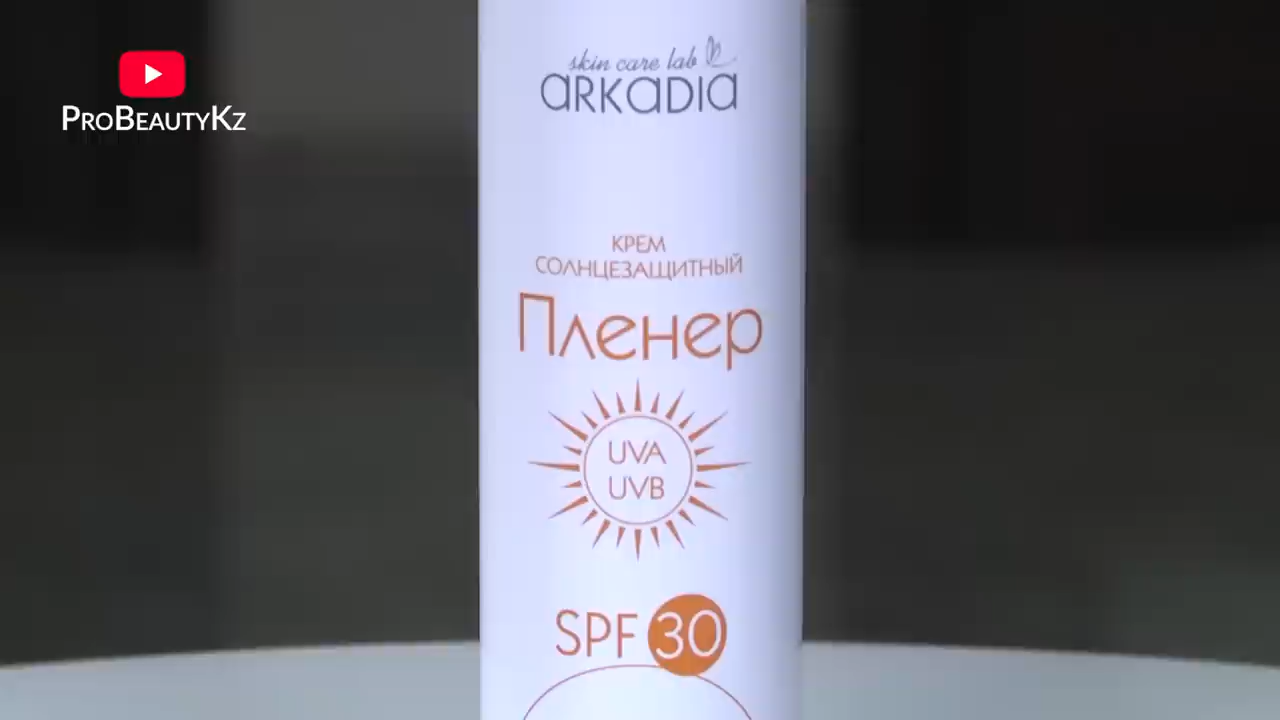 ProBeautyKz
skin care lab
arkadia
КРЕМ
СОЛНЦЕЗАЩИТНЫЙ
Пленер
UVA
UVB
SPF 30